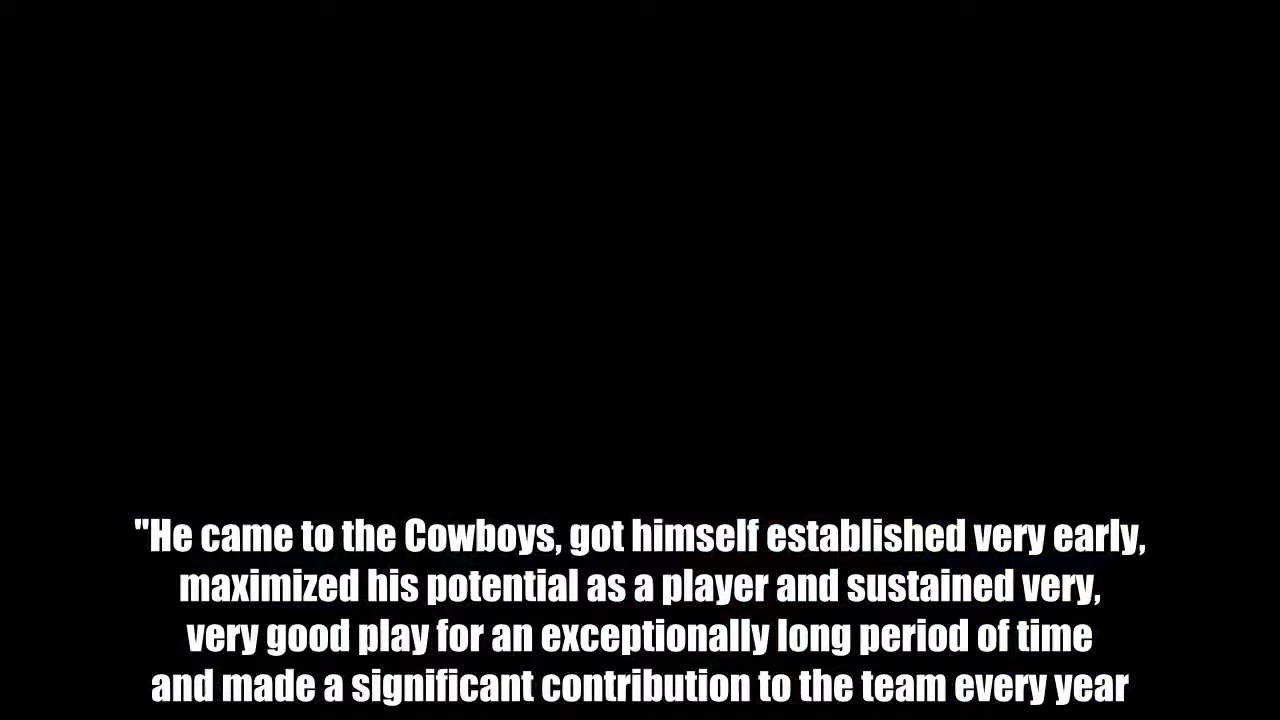 "He came to the Cowboys, got himself established very early,
maximized his potential as a player and sustained very,
very good play for an exceptionally long period of time
and made a significant contribution to the team every year